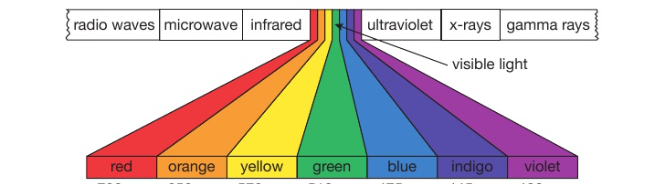 radio waves microwave infrared ultraviolet x-rays gamma rays
visible light
red orange yellow green blue indigo violet